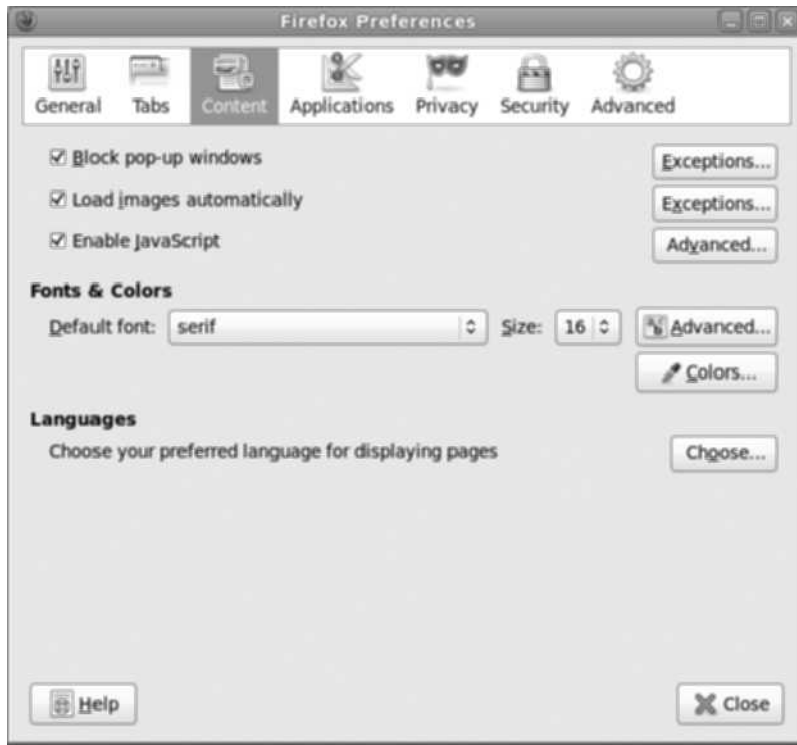 Firefox Preferences
General Tabs Content Applications Privacy Security Advanced
Block pop-up windows Exceptions...
Load images automatically Exceptions...
Enable JavaScript Advanced...
Fonts & Colors
Default font: serif Size: 16 Advanced...
Colors...
Languages
Choose your preferred language for displaying pages Choose...
Help Close